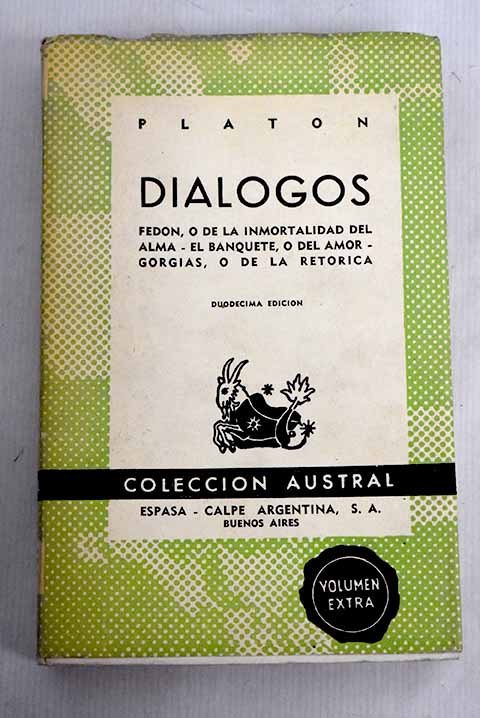 PLATON
DIALOGOS
FEDON, O DE LA INMORTALIDAD DEL
ALMA - EL BANQUETE, O DEL AMOR -
GORGIAS, O DE LA RETORICA
DUODECIMA EDICION
COLECCION AUSTRAL
ESPASA - CALPE ARGENTINA, S. A.
BUENOS AIRES
VOLUMEN
EXTRA